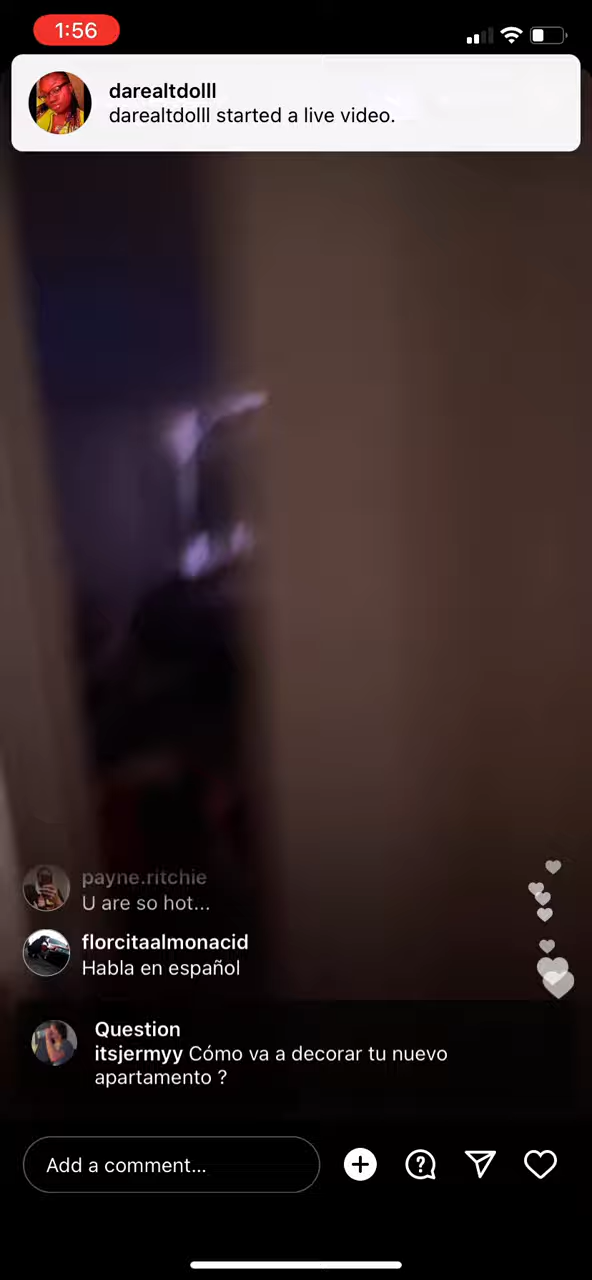 1:56
darealtdolll
darealtdolll started a live video.
payne.ritchie
U are so hot...
florcitaalmonacid
Habla en español
Question
itsjermyy Cómo va a decorar tu nuevo
apartamento ?
Add a comment...